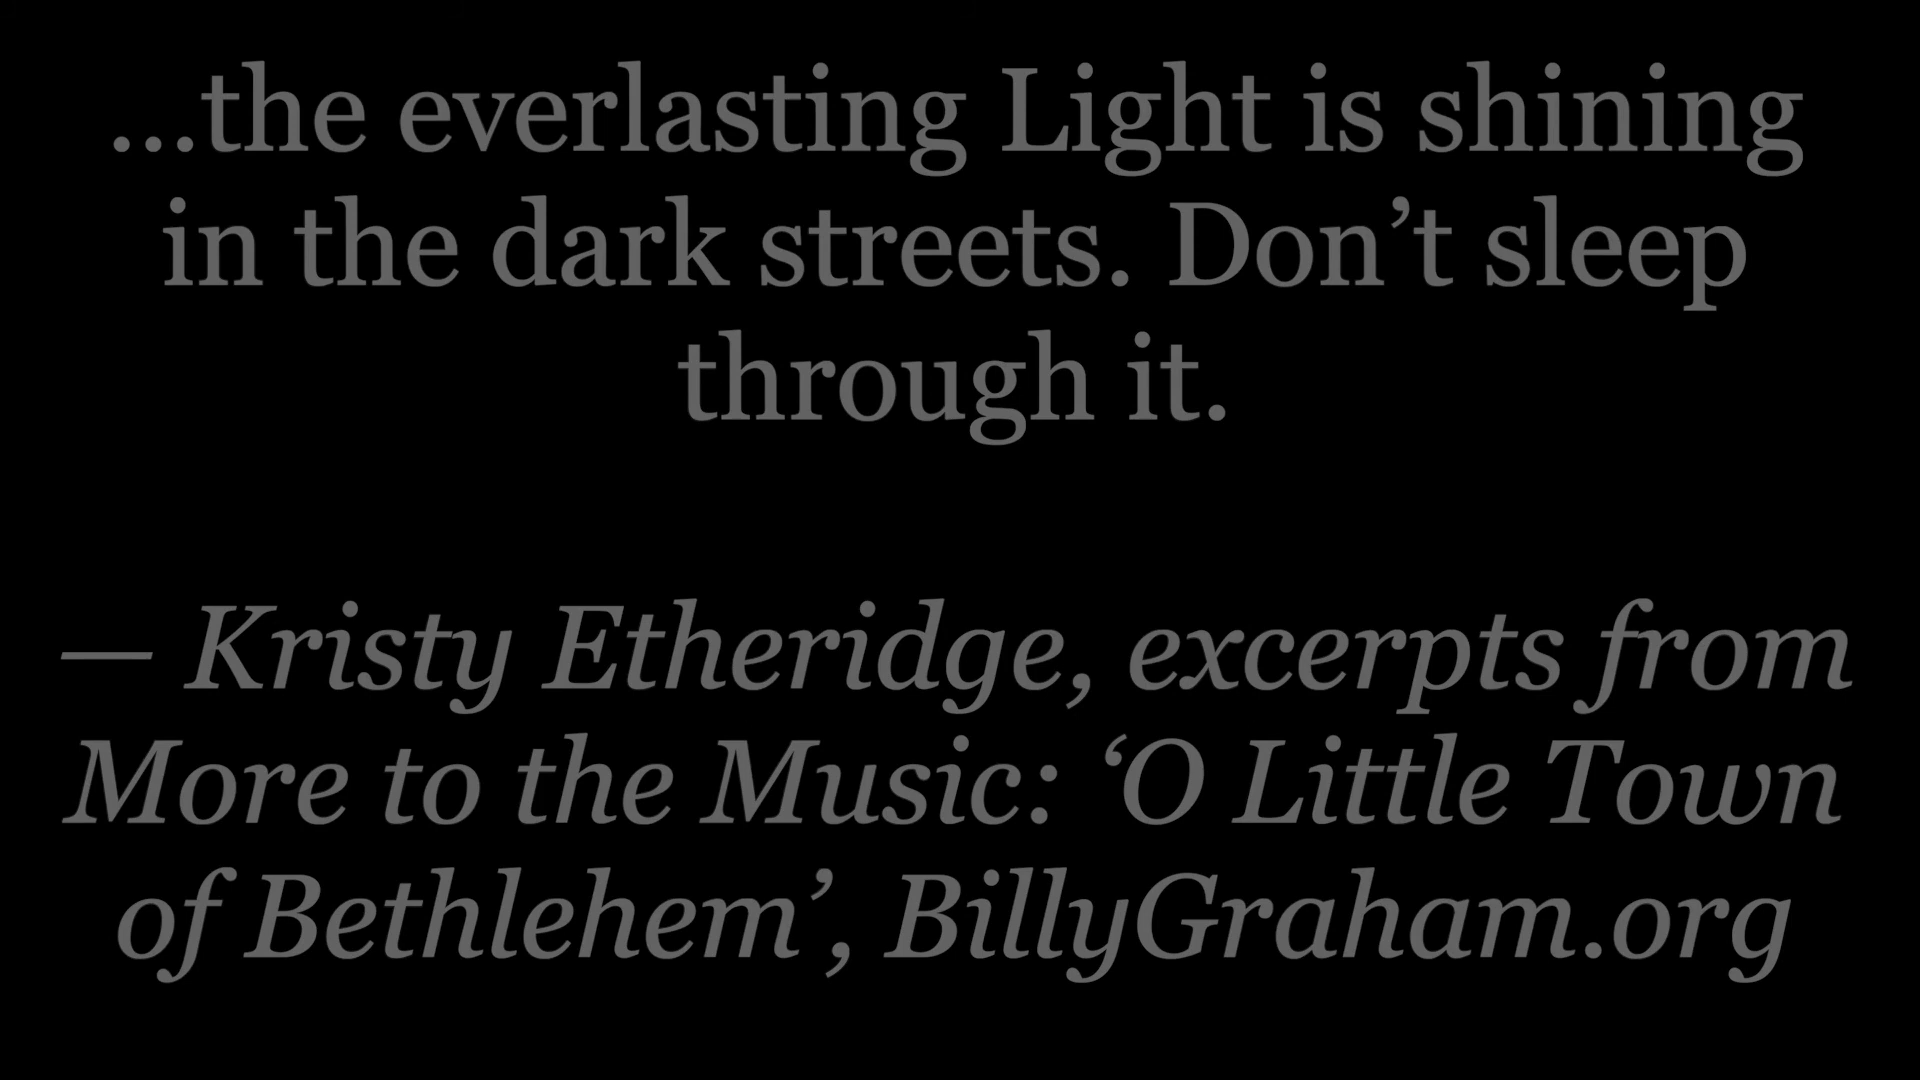 ...the everlasting Light is shining
in the dark streets. Don’t sleep
through it.
— Kristy Etheridge, excerpts from
More to the Music: ‘O Little Town
of Bethlehem’, BillyGraham.org